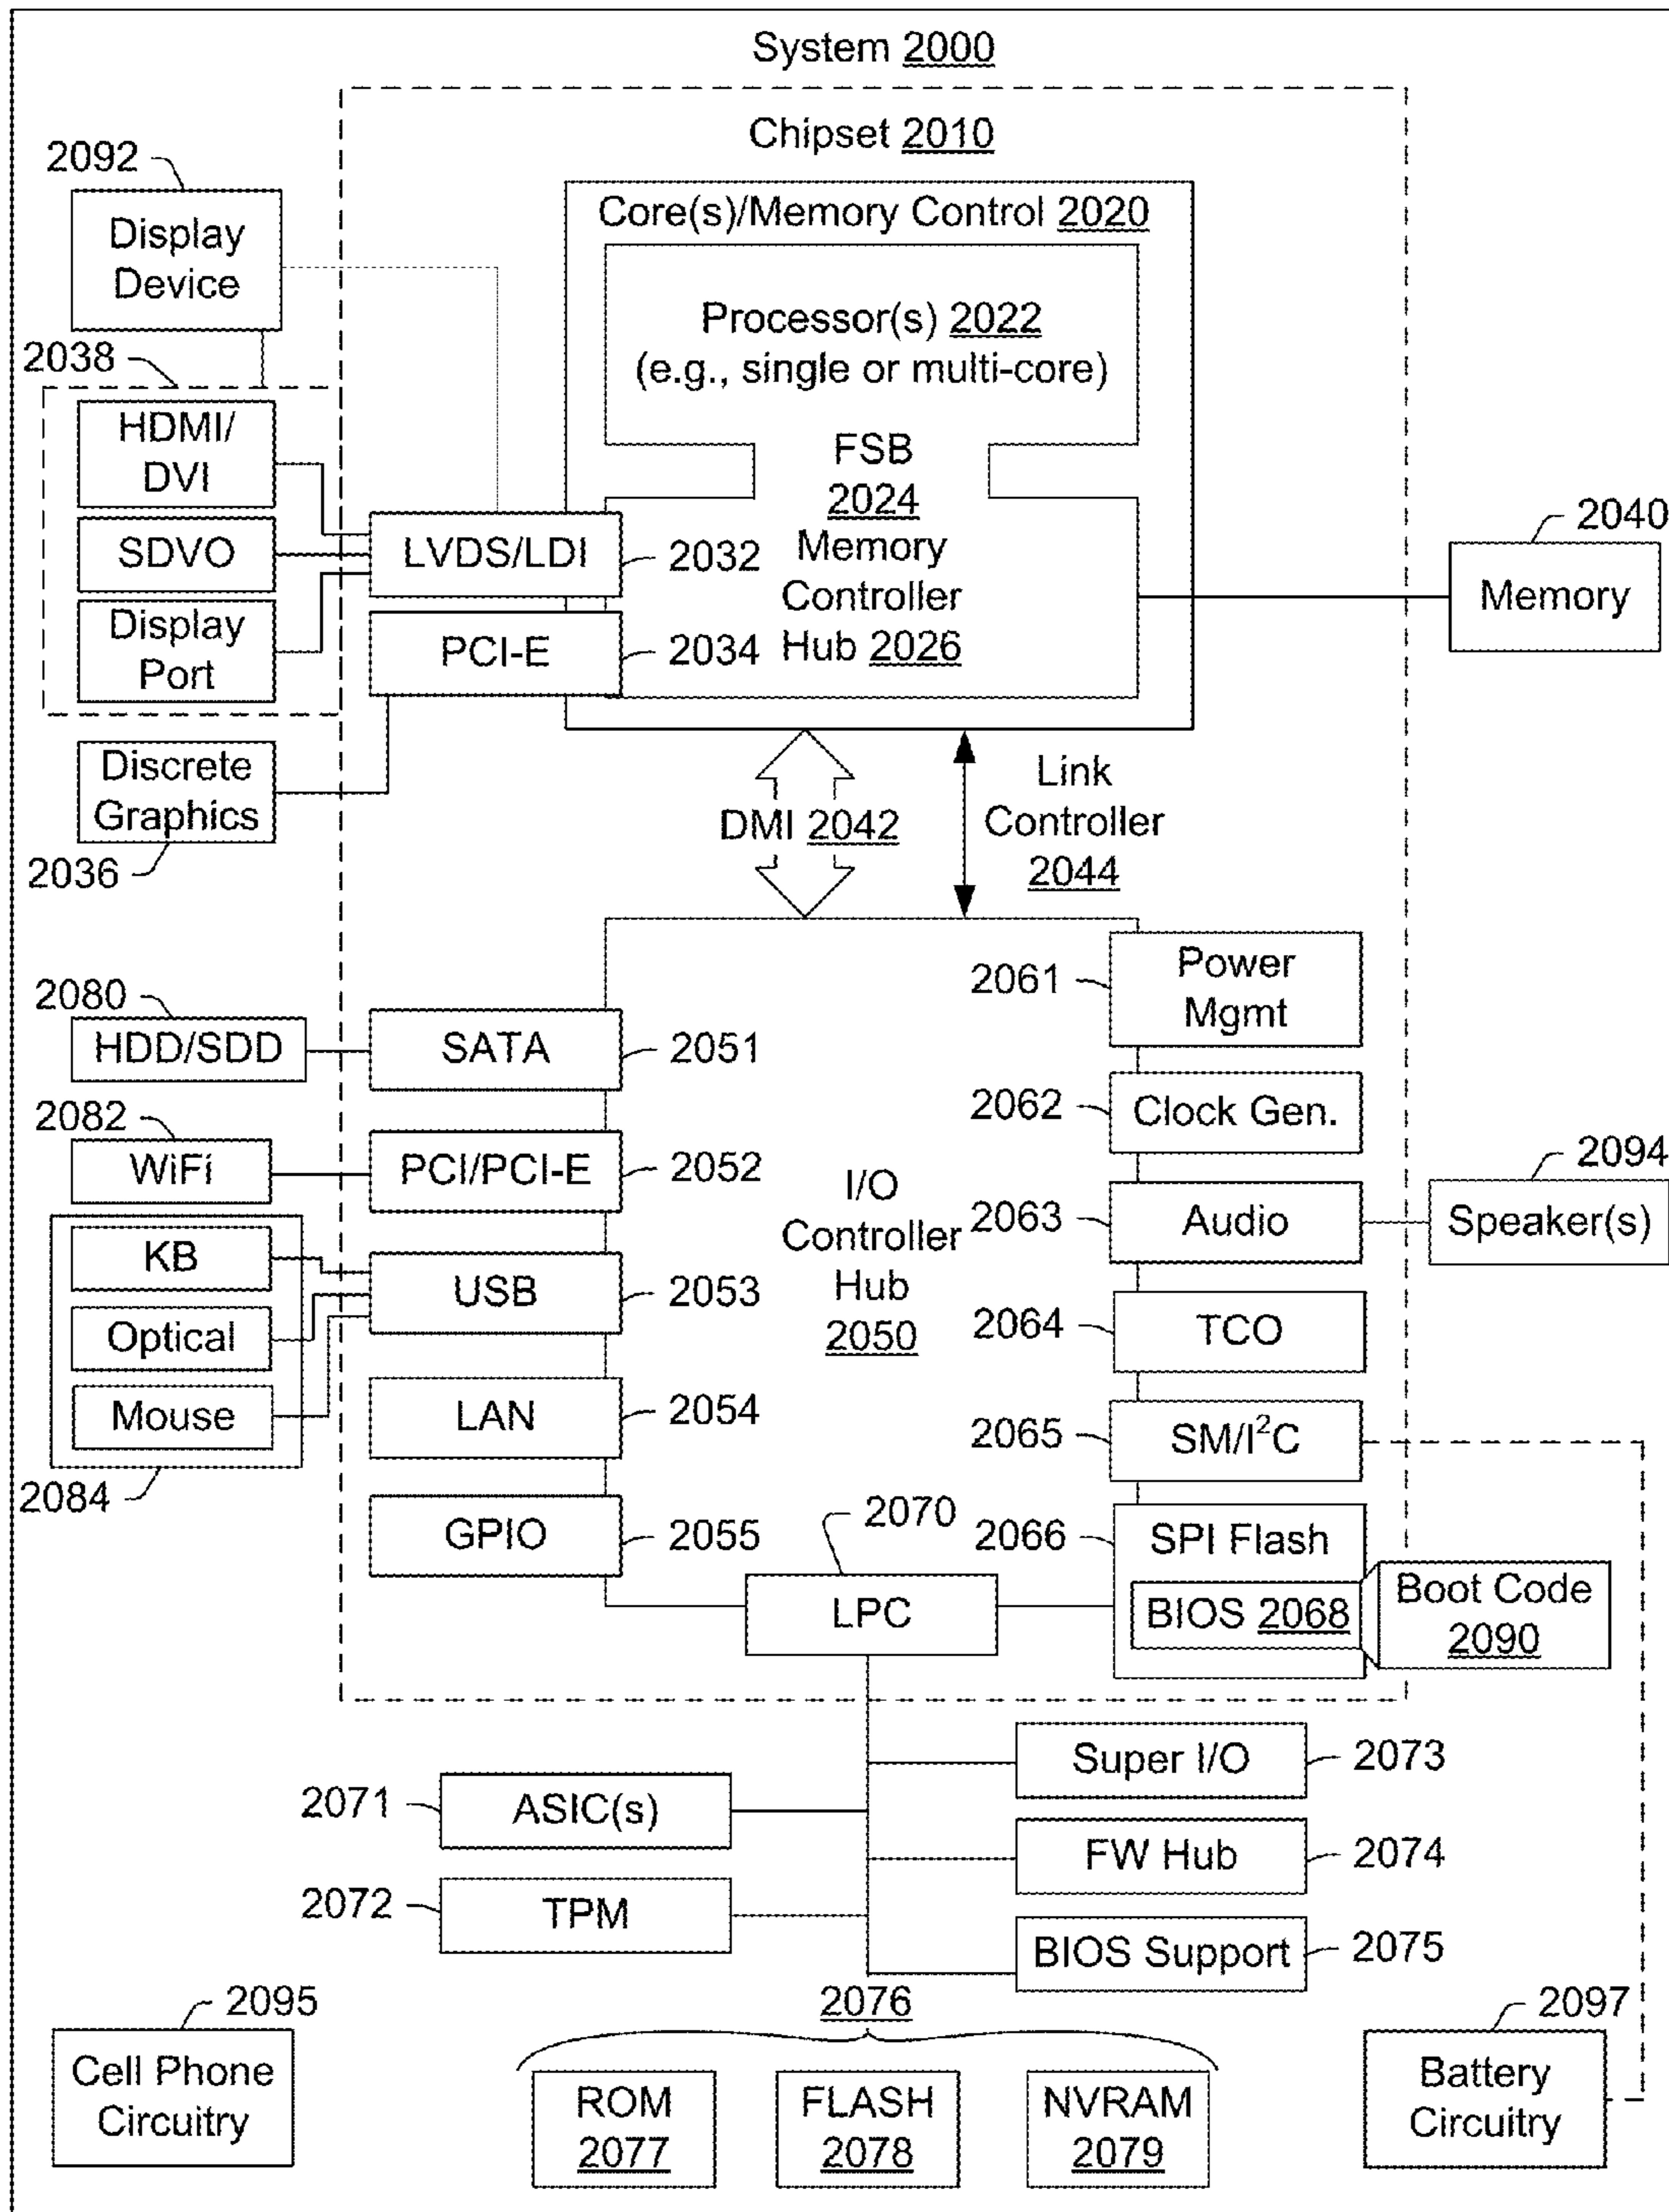 System 2000
Chipset 2010
2092
Display
Device
Core(s)/Memory Control 2020
Processor(s) 2022
(e.g., single or multi-core)
FSB
2024
Memory
Controller
Hub 2026
2038
HDMI/
DVI
SDVO
Display
Port
LVDS/LDI
2032
PCI-E
2034
2040
Memory
Discrete
Graphics
2036
DMI 2042
Link
Controller
2044
2080
HDD/SDD
SATA
2051
2082
WiFi
PCI/PCI-E
2052
KB
Optical
Mouse
2084
USB
2053
LAN
2054
GPIO
2055
I/O
Controller
Hub
2050
2061
Power
Mgmt
2062
Clock Gen.
2063
Audio
2094
Speaker(s)
2064
TCO
2065
SM/I²C
2066
SPI Flash
BIOS 2068
Boot Code
2090
2070
LPC
2071
ASIC(s)
2072
TPM
Super I/O
2073
FW Hub
2074
BIOS Support
2075
2095
Cell Phone
Circuitry
2076
ROM
2077
FLASH
2078
NVRAM
2079
2097
Battery
Circuitry